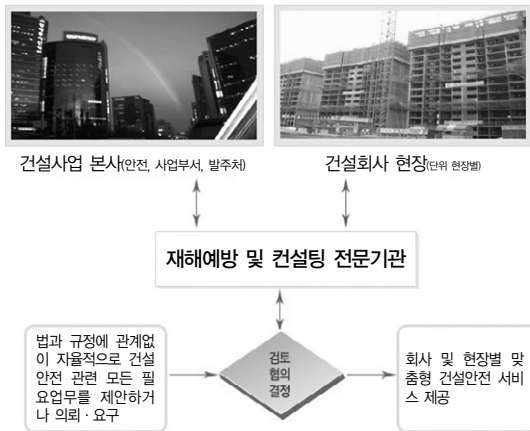 건설사업 본사(안전, 사업부서, 발주처)
건설회사 현장(단위 현장별)
재해예방 및 컨설팅 전문기관
법과 규정에 관계없
이 자율적으로 건설
안전 관련 모든 필
요업무를 제안하거
나 의뢰 · 요구
검토
협의
결정
회사 및 현장별 맞
춤형 건설안전 서비
스 제공